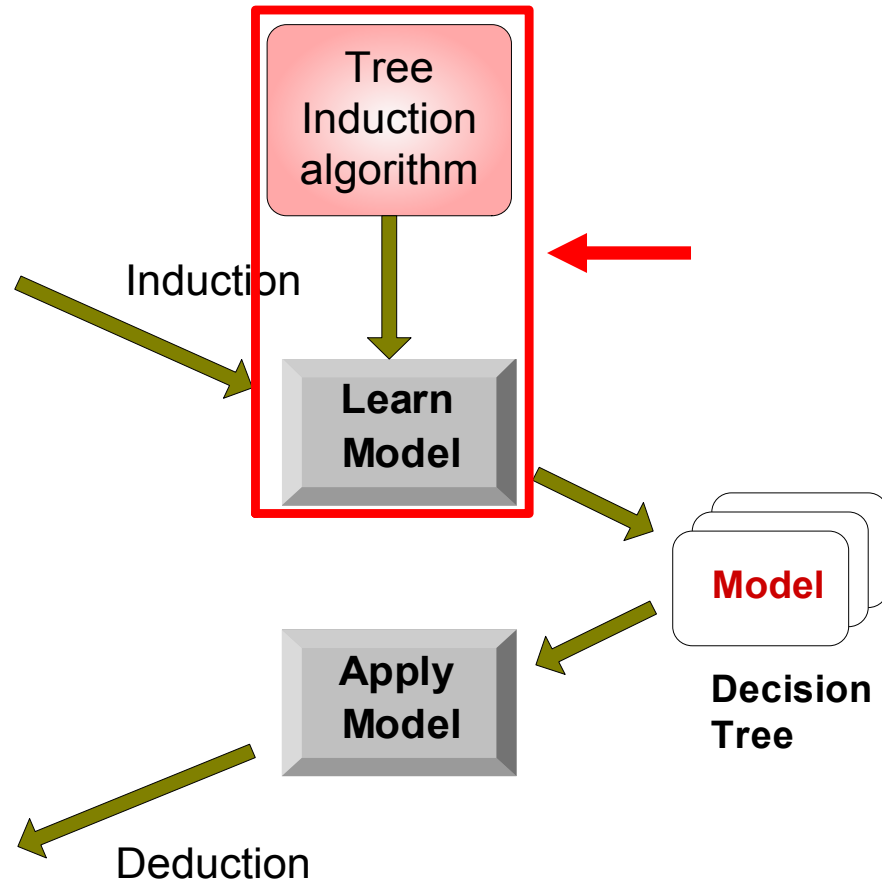 Tree
Induction
algorithm
Induction
Learn
Model
Model
Decision
Tree
Apply
Model
Deduction